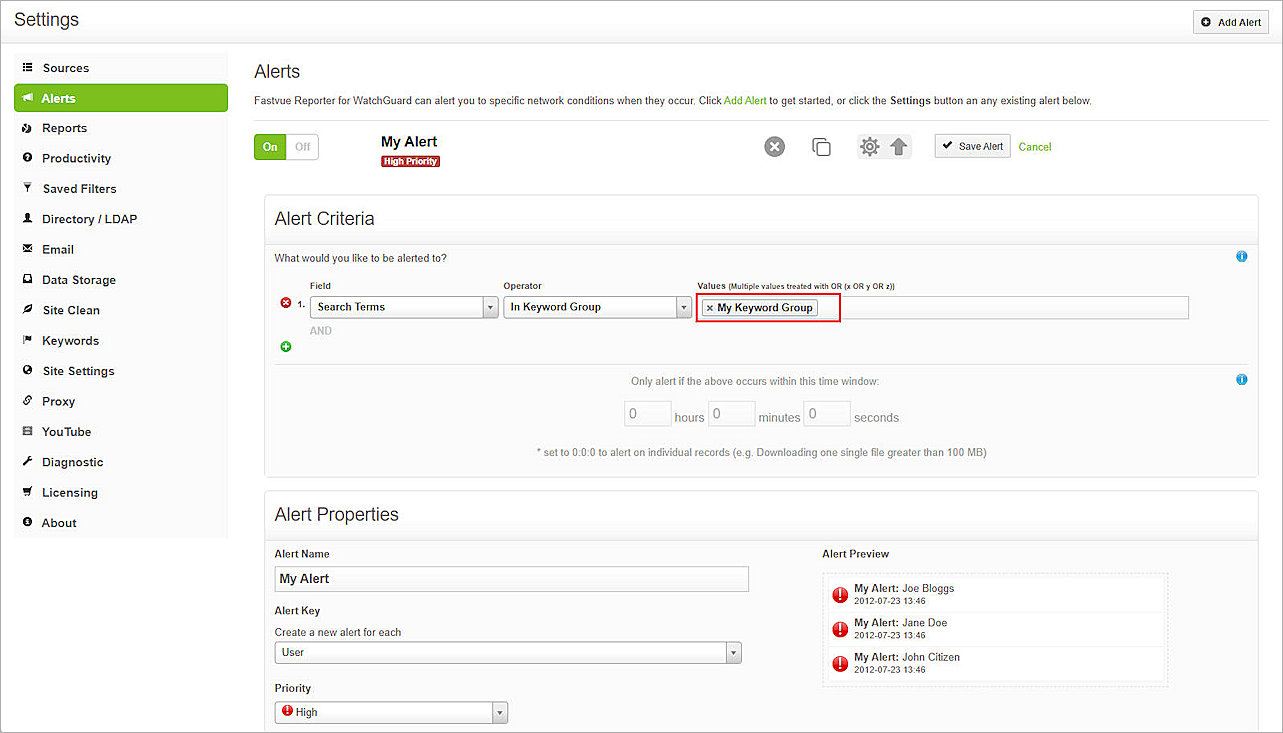 Settings
Add Alert
Sources
Alerts
Reports
Productivity
Saved Filters
Directory / LDAP
Email
Data Storage
Site Clean
Keywords
Site Settings
Proxy
YouTube
Diagnostic
Licensing
About
Alerts
Fastvue Reporter for WatchGuard can alert you to specific network conditions when they occur. Click Add Alert to get started, or click the Settings button an any existing alert below.
On Off
My Alert
High Priority
Save Alert Cancel
Alert Criteria
What would you like to be alerted to?
Field Operator Values (Multiple values treated with OR (x OR y OR z))
1. Search Terms In Keyword Group × My Keyword Group
AND
Only alert if the above occurs within this time window:
0 hours 0 minutes 0 seconds
* set to 0:0:0 to alert on individual records (e.g. Downloading one single file greater than 100 MB)
Alert Properties
Alert Name
My Alert
Alert Key
Create a new alert for each
User
Priority
High
Alert Preview
My Alert: Joe Bloggs
2012-07-23 13:46
My Alert: Jane Doe
2012-07-23 13:46
My Alert: John Citizen
2012-07-23 13:46